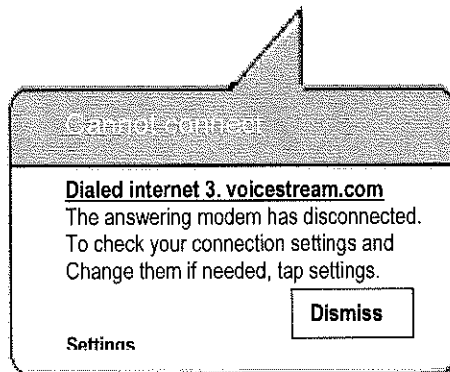 Cannot connect
Dialed internet 3. voicestream.com
The answering modem has disconnected.
To check your connection settings and
Change them if needed, tap settings.
Dismiss
Settings